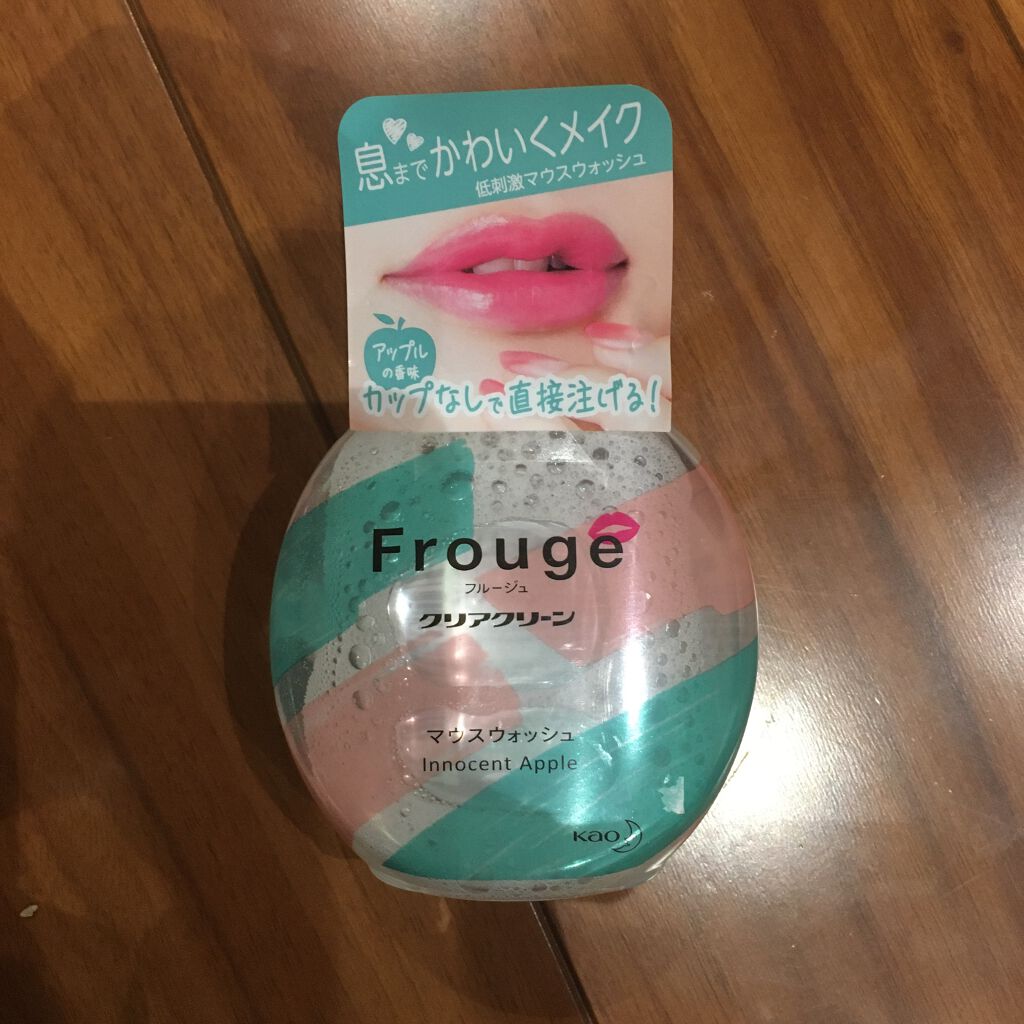 息までかわいくメイク
低刺激マウスウォッシュ
アップル
の香味
カップなしで直接注げる!
Frouge
フルージュ
クリアクリーン
マウスウォッシュ
Innocent Apple
Kao